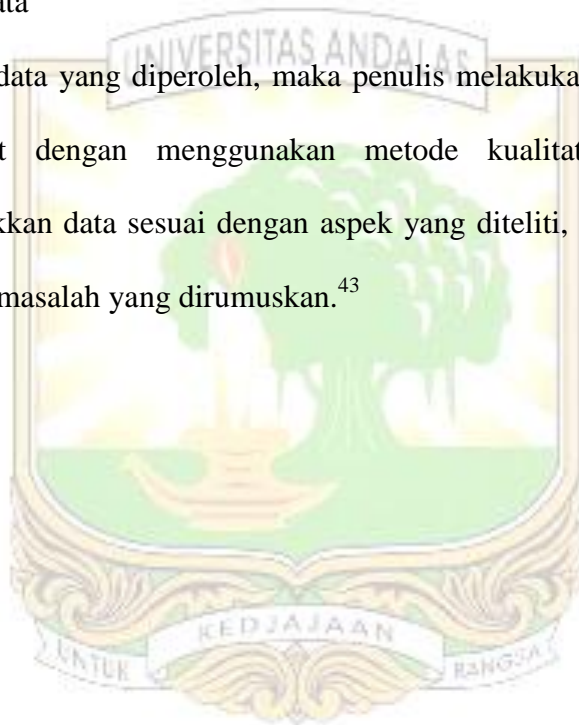 ata
UNIVERSITAS ANDALAS
data yang diperoleh, maka penulis melakuka
t dengan menggunakan metode kualitat
kkan data sesuai dengan aspek yang diteliti,
masalah yang dirumuskan.43
UNTUK KEDJAJAAN BANGSA